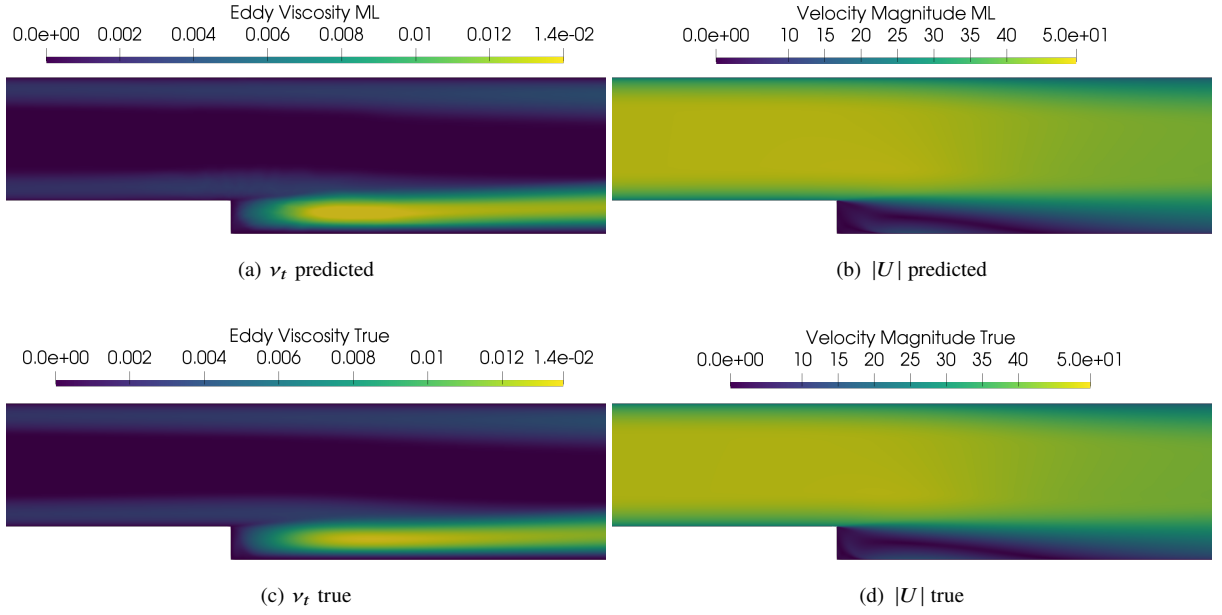 Eddy Viscosity ML
0.0e+00 0.002 0.004 0.006 0.008 0.01 0.012 1.4e-02
Velocity Magnitude ML
0.0e+00 10 15 20 25 30 35 40 5.0e+01
(a) νt predicted
(b) |U| predicted
Eddy Viscosity True
0.0e+00 0.002 0.004 0.006 0.008 0.01 0.012 1.4e-02
Velocity Magnitude True
0.0e+00 10 15 20 25 30 35 40 5.0e+01
(c) νt true
(d) |U| true